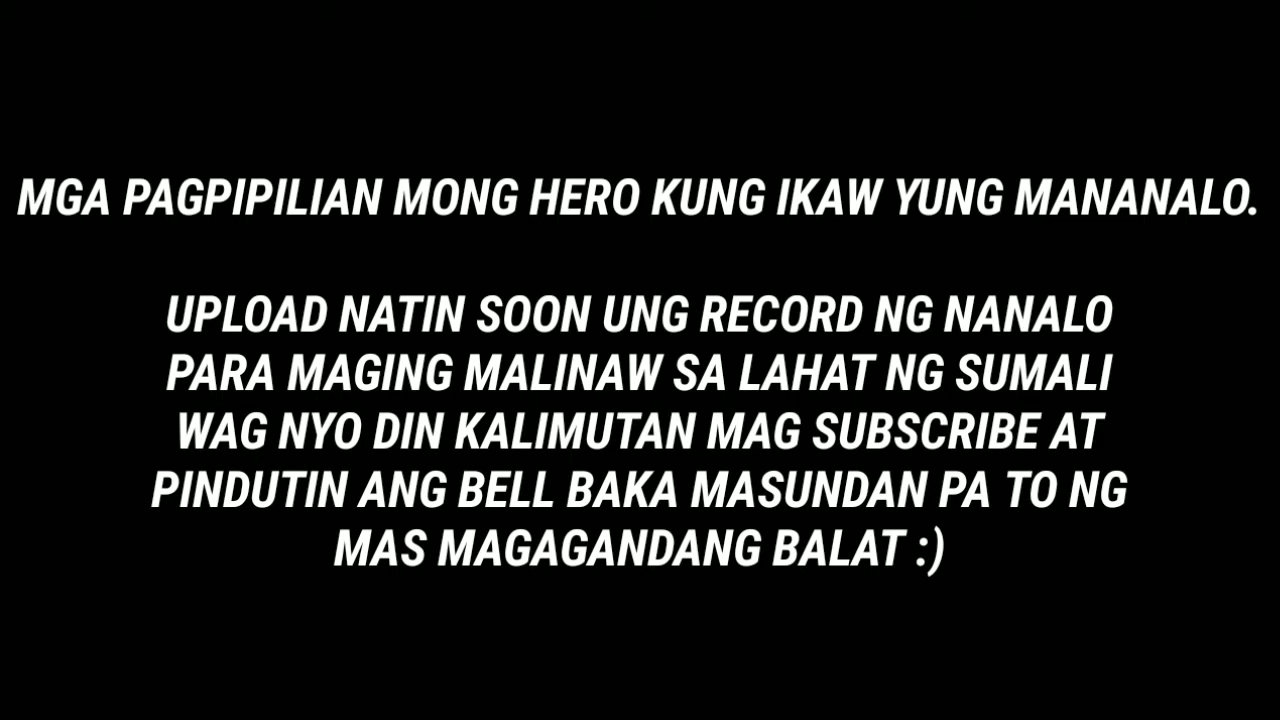 MGA PAGPIPILIAN MONG HERO KUNG IKAW YUNG MANANALO.
UPLOAD NATIN SOON UNG RECORD NG NANALO
PARA MAGING MALINAW SA LAHAT NG SUMALI
WAG NYO DIN KALIMUTAN MAG SUBSCRIBE AT
PINDUTIN ANG BELL BAKA MASUNDAN PA TO NG
MAS MAGAGANDANG BALAT :)